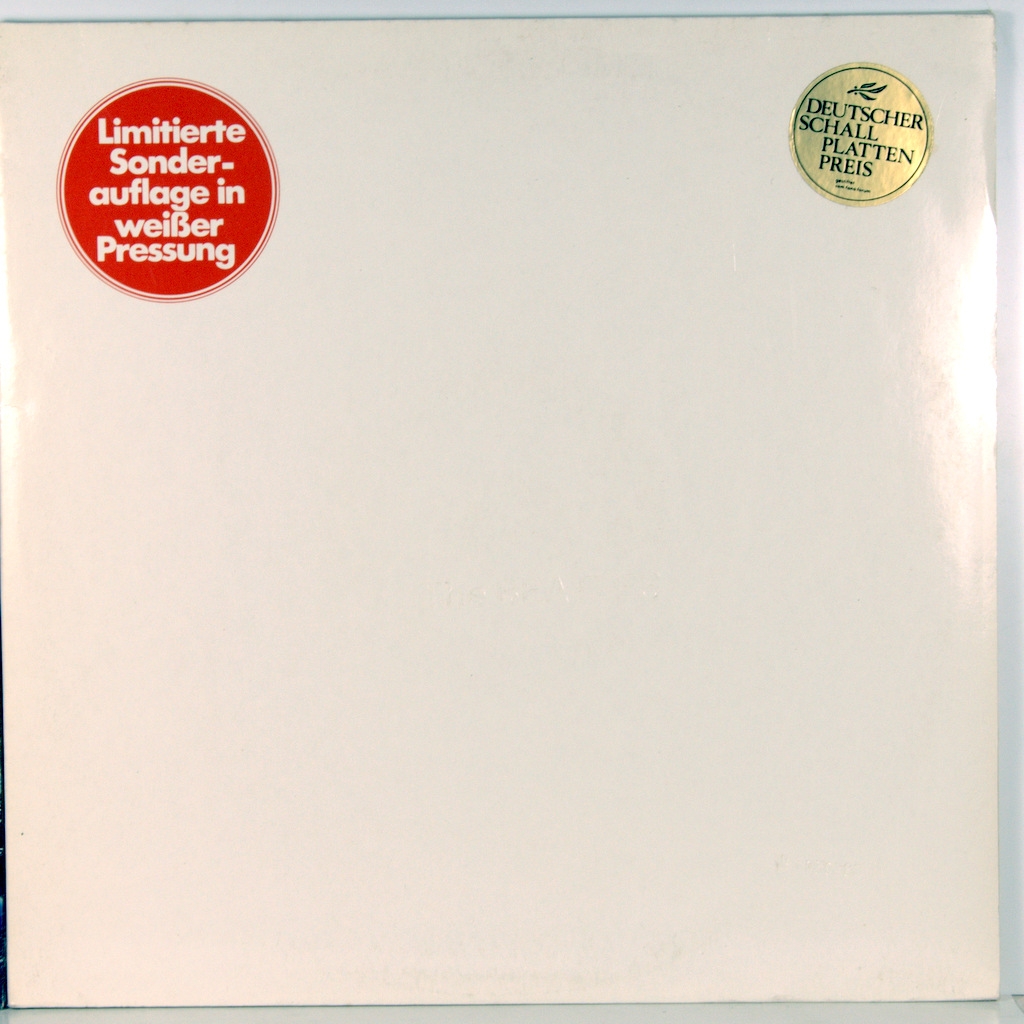 Limitierte
Sonder-
auflage in
weißer
Pressung
DEUTSCHER
SCHALL
PLATTEN
PREIS